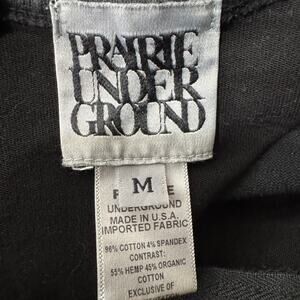 PRAIRIE
UNDER
GROUND
M
UNDERGROUND
MADE IN U.S.A.
IMPORTED FABRIC
96% COTTON 4% SPANDEX
CONTRAST:
55% HEMP 45% ORGANIC
COTTON
EXCLUSIVE OF